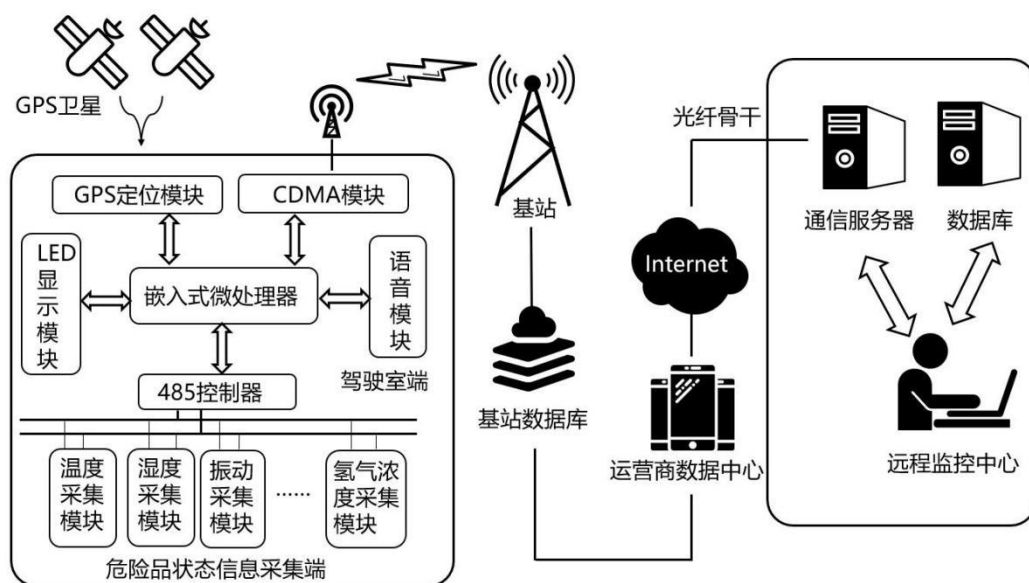 GPS卫星
GPS定位模块
CDMA模块
LED
显
示
模
块
嵌入式微处理器
语
音
模
块
485控制器
驾驶室端
温度
采集
模块
湿度
采集
模块
振动
采集
模块
……
氢气浓
度采集
模块
危险品状态信息采集端
基站
基站数据库
光纤骨干
Internet
运营商数据中心
通信服务器
数据库
远程监控中心